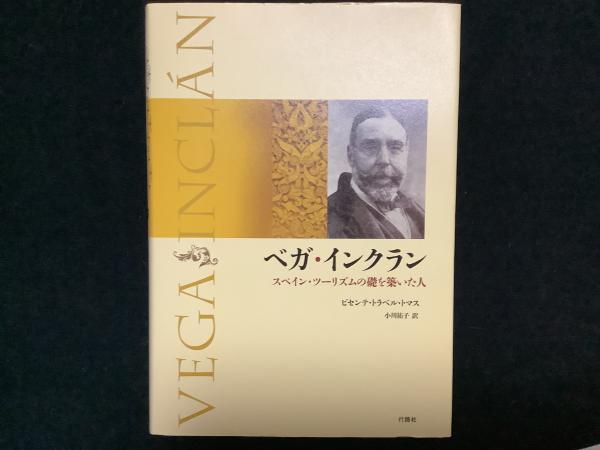 VEGA INCLÁN
ベガ・インクラン
スペイン・ツーリズムの礎を築いた人
ビセンテ・トラベル・トマス
小川祐子 訳
行路社